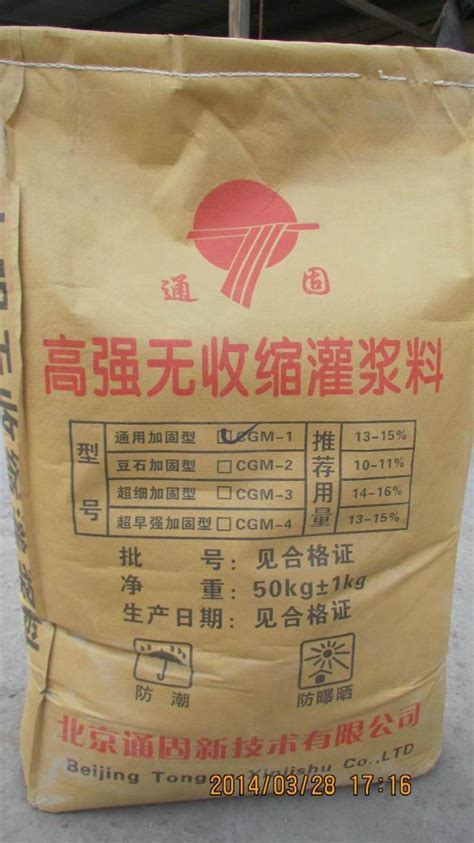 通 固
高强无收缩灌浆料
型号
通用加固型 CGM-1
豆石加固型 CGM-2
超细加固型 CGM-3
超早强加固型 CGM-4
推荐用量
13-15%
10-11%
14-16%
13-15%
批 号:见合格证
净 重:50kg±1kg
生产日期:见合格证
防潮
防曝晒
北京通固新技术有限公司
Beijing Xinjishu Co.,LTD
2014/03/28 17:16